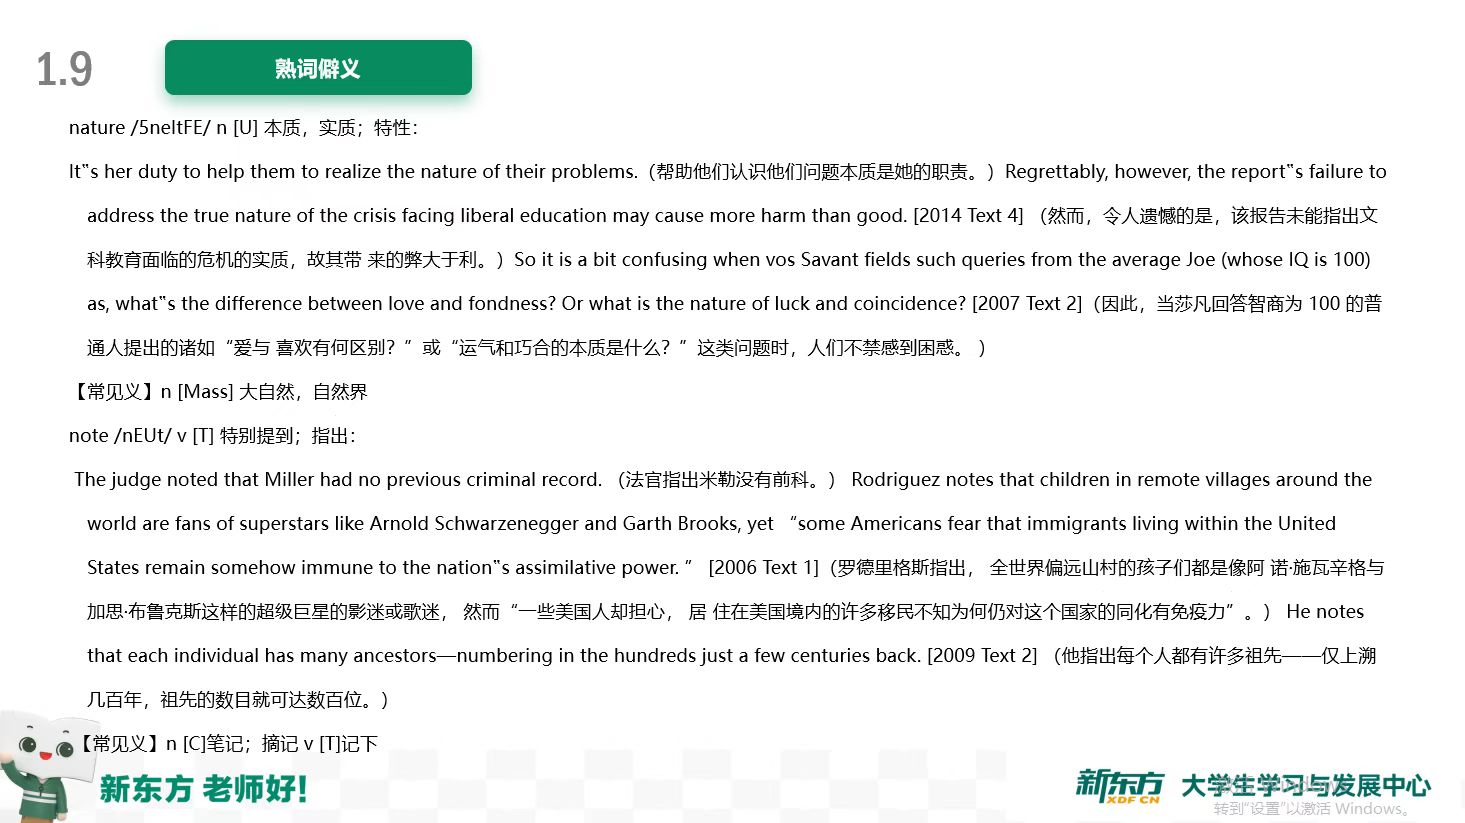 1.9
熟词僻义
nature /5neItFE/ n [U] 本质，实质；特性：
It‟s her duty to help them to realize the nature of their problems.（帮助他们认识他们问题本质是她的职责。）Regrettably, however, the report‟s failure to
address the true nature of the crisis facing liberal education may cause more harm than good. [2014 Text 4] （然而，令人遗憾的是，该报告未能指出文
科教育面临的危机的实质，故其带 来的弊大于利。）So it is a bit confusing when vos Savant fields such queries from the average Joe (whose IQ is 100)
as, what‟s the difference between love and fondness? Or what is the nature of luck and coincidence? [2007 Text 2]（因此，当莎凡回答智商为 100 的普
通人提出的诸如“爱与 喜欢有何区别？”或“运气和巧合的本质是什么？”这类问题时，人们不禁感到困惑。 ）
【常见义】n [Mass] 大自然，自然界
note /nEUt/ v [T] 特别提到；指出：
The judge noted that Miller had no previous criminal record. （法官指出米勒没有前科。） Rodriguez notes that children in remote villages around the
world are fans of superstars like Arnold Schwarzenegger and Garth Brooks, yet “some Americans fear that immigrants living within the United
States remain somehow immune to the nation‟s assimilative power. ” [2006 Text 1]（罗德里格斯指出， 全世界偏远山村的孩子们都是像阿 诺·施瓦辛格与
加思·布鲁克斯这样的超级巨星的影迷或歌迷， 然而“一些美国人却担心， 居 住在美国境内的许多移民不知为何仍对这个国家的同化有免疫力”。） He notes
that each individual has many ancestors—numbering in the hundreds just a few centuries back. [2009 Text 2] （他指出每个人都有许多祖先——仅上溯
几百年，祖先的数目就可达数百位。）
【常见义】n [C]笔记；摘记 v [T]记下
新东方 老师好！
新东方 XDF CN 大学生学习与发展中心
激活 Windows
转到“设置”以激活 Windows。